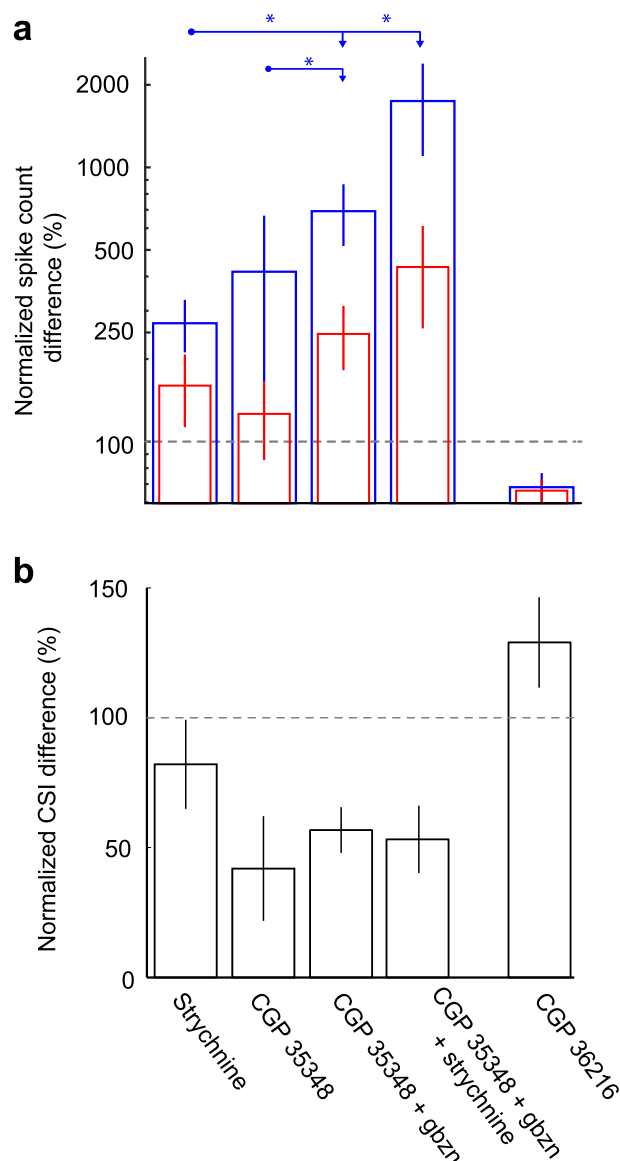 a
*
*
*
2000
1000
500
250
100
Normalized spike count
difference (%)
b
150
100
50
0
Normalized CSI difference (%)
Strychnine
CGP 35348
CGP 35348 + gbzn
CGP 35348 + gbzn
+ strychnine
CGP 36216